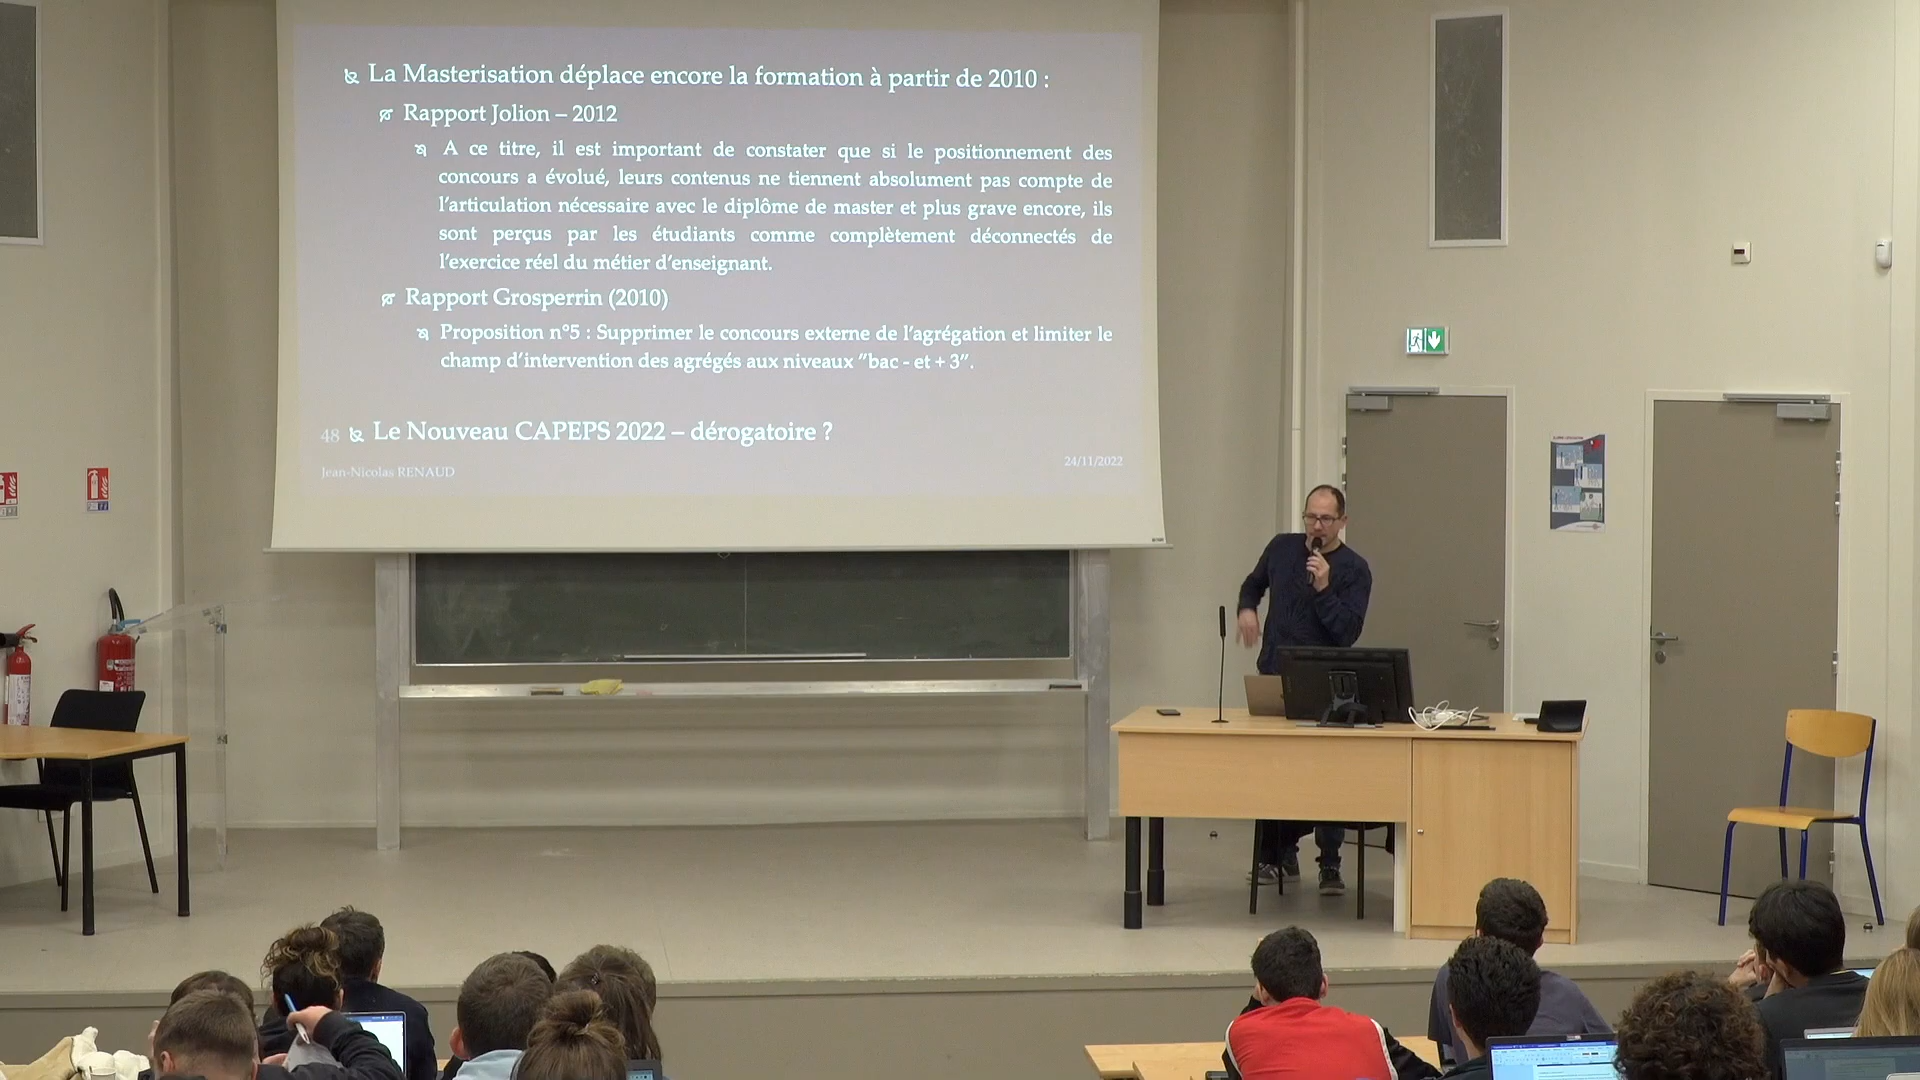 La Masterisation déplace encore la formation à partir de 2010 :
Rapport Jolion – 2012
A ce titre, il est important de constater que si le positionnement des
concours a évolué, leurs contenus ne tiennent absolument pas compte de
l'articulation nécessaire avec le diplôme de master et plus grave encore, ils
sont perçus par les étudiants comme complètement déconnectés de
l'exercice réel du métier d'enseignant.
Rapport Grosperrin (2010)
Proposition n°5 : Supprimer le concours externe de l'agrégation et limiter le
champ d'intervention des agrégés aux niveaux "bac - et + 3".
48 Le Nouveau CAPEPS 2022 – dérogatoire ?
Jean-Nicolas RENAUD
24/11/2022